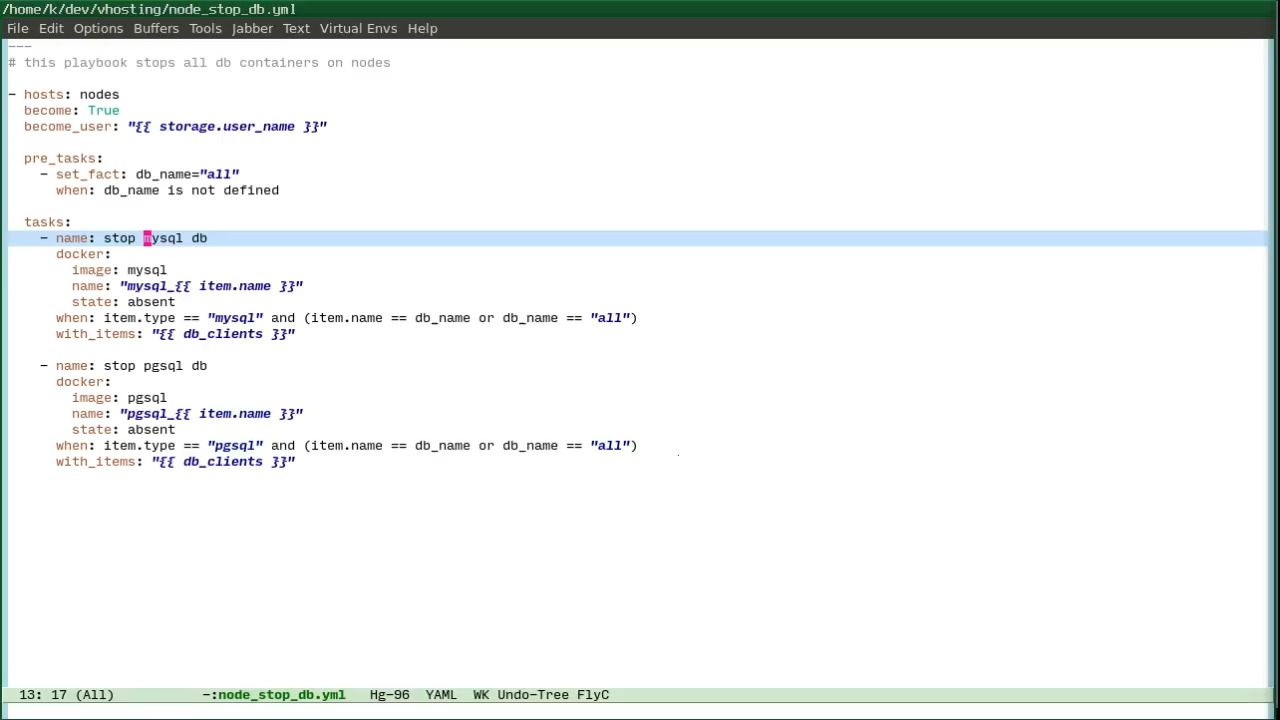 /home/k/dev/vhosting/node_stop_db.yml
File Edit Options Buffers Tools Jabber Text Virtual Envs Help
---
# this playbook stops all db containers on nodes
- hosts: nodes
become: True
become_user: "{{ storage.user_name }}"
pre_tasks:
- set_fact: db_name="all"
when: db_name is not defined
tasks:
- name: stop mysql db
docker:
image: mysql
name: "mysql_{{ item.name }}"
state: absent
when: item.type == "mysql" and (item.name == db_name or db_name == "all")
with_items: "{{ db_clients }}"
- name: stop pgsql db
docker:
image: pgsql
name: "pgsql_{{ item.name }}"
state: absent
when: item.type == "pgsql" and (item.name == db_name or db_name == "all")
with_items: "{{ db_clients }}"
13: 17 (All) -:node_stop_db.yml Hg-96 YAML WK Undo-Tree FlyC